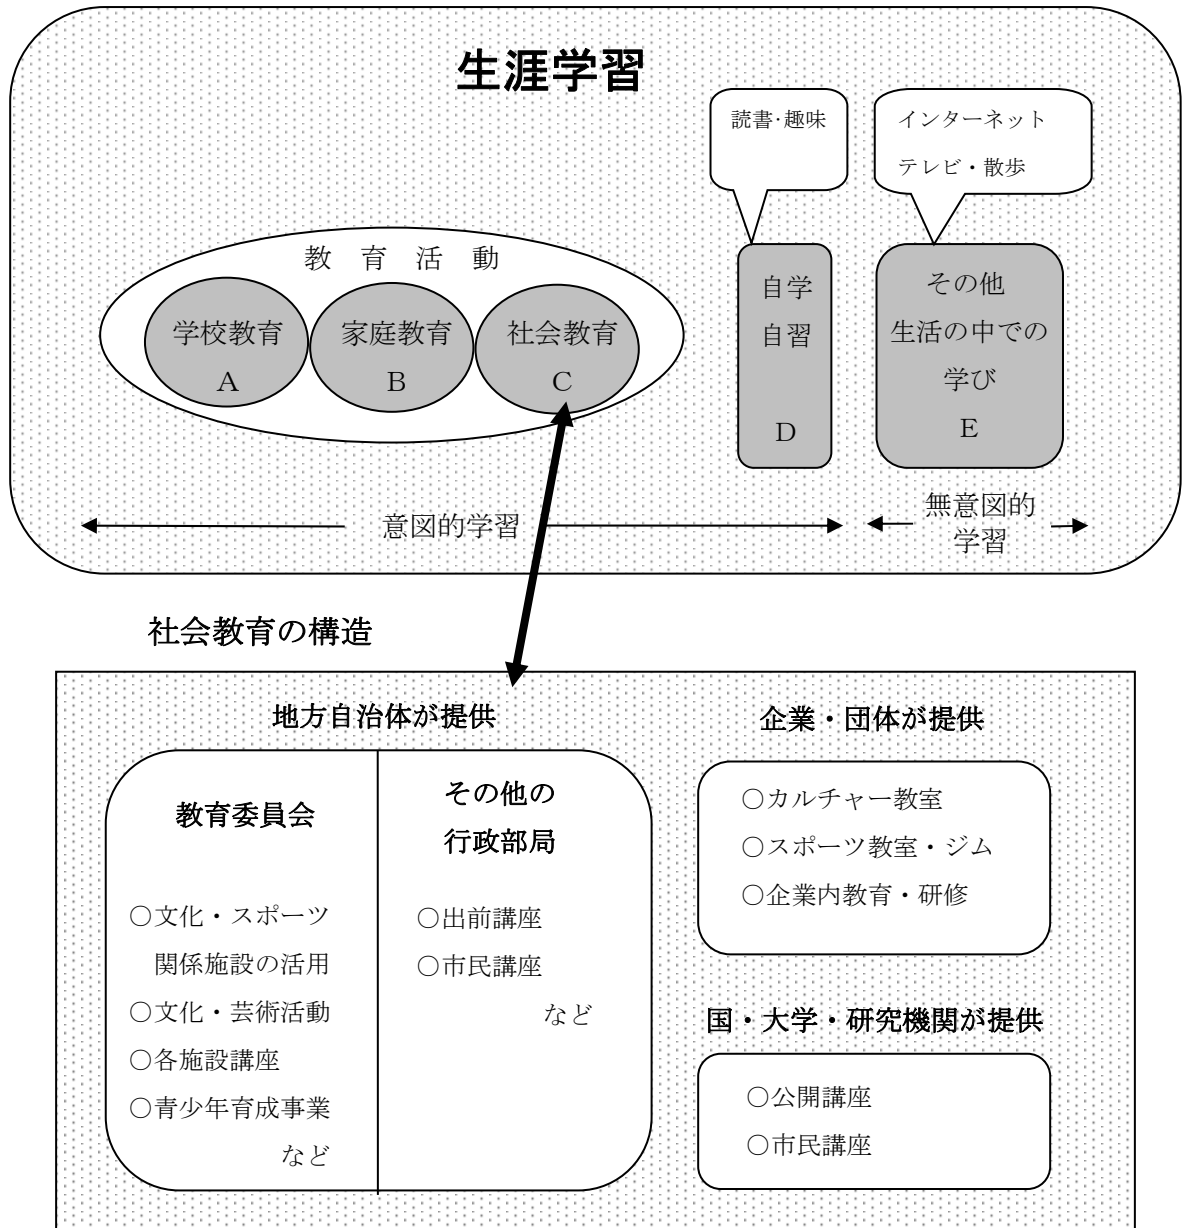 生涯学習
読書･趣味
インターネット
テレビ・散歩
教育活動
学校教育
A
家庭教育
B
社会教育
C
自学
自習
D
その他
生活の中での
学び
E
意図的学習
無意図的
学習
社会教育の構造
地方自治体が提供
教育委員会
○文化・スポーツ
関係施設の活用
○文化・芸術活動
○各施設講座
○青少年育成事業
など
その他の
行政部局
○出前講座
○市民講座
など
企業・団体が提供
○カルチャー教室
○スポーツ教室・ジム
○企業内教育・研修
国・大学・研究機関が提供
○公開講座
○市民講座